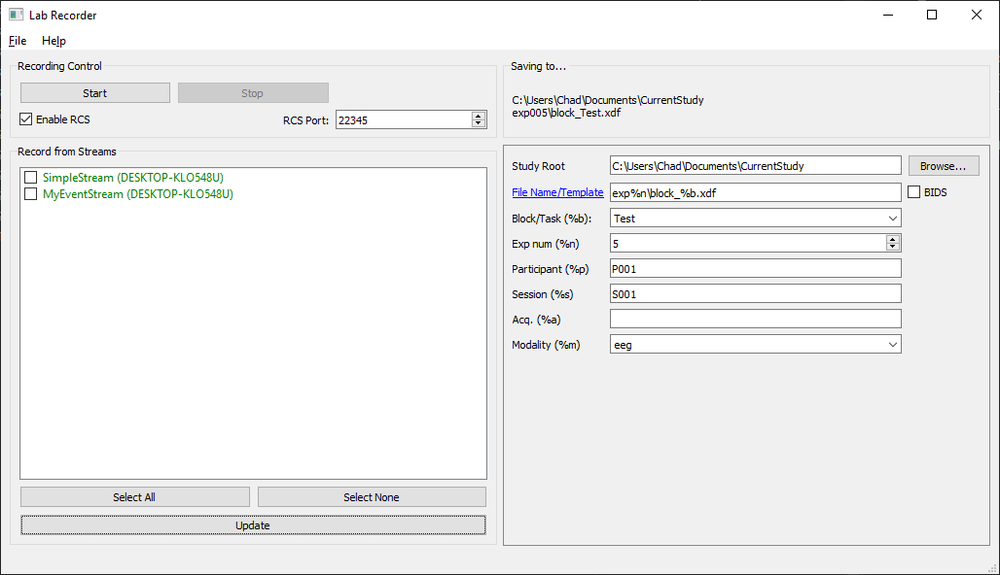 Lab Recorder
File Help
Recording Control
Start Stop
Enable RCS RCS Port: 22345
Record from Streams
SimpleStream (DESKTOP-KLO548U)
MyEventStream (DESKTOP-KLO548U)
Select All Select None
Update
Saving to...
C:\Users\Chad\Documents\CurrentStudy
exp005\block_Test.xdf
Study Root C:\Users\Chad\Documents\CurrentStudy Browse...
File Name/Template exp%n\block_%b.xdf BIDS
Block/Task (%b): Test
Exp num (%n) 5
Participant (%p) P001
Session (%s) S001
Acq. (%a)
Modality (%m) eeg